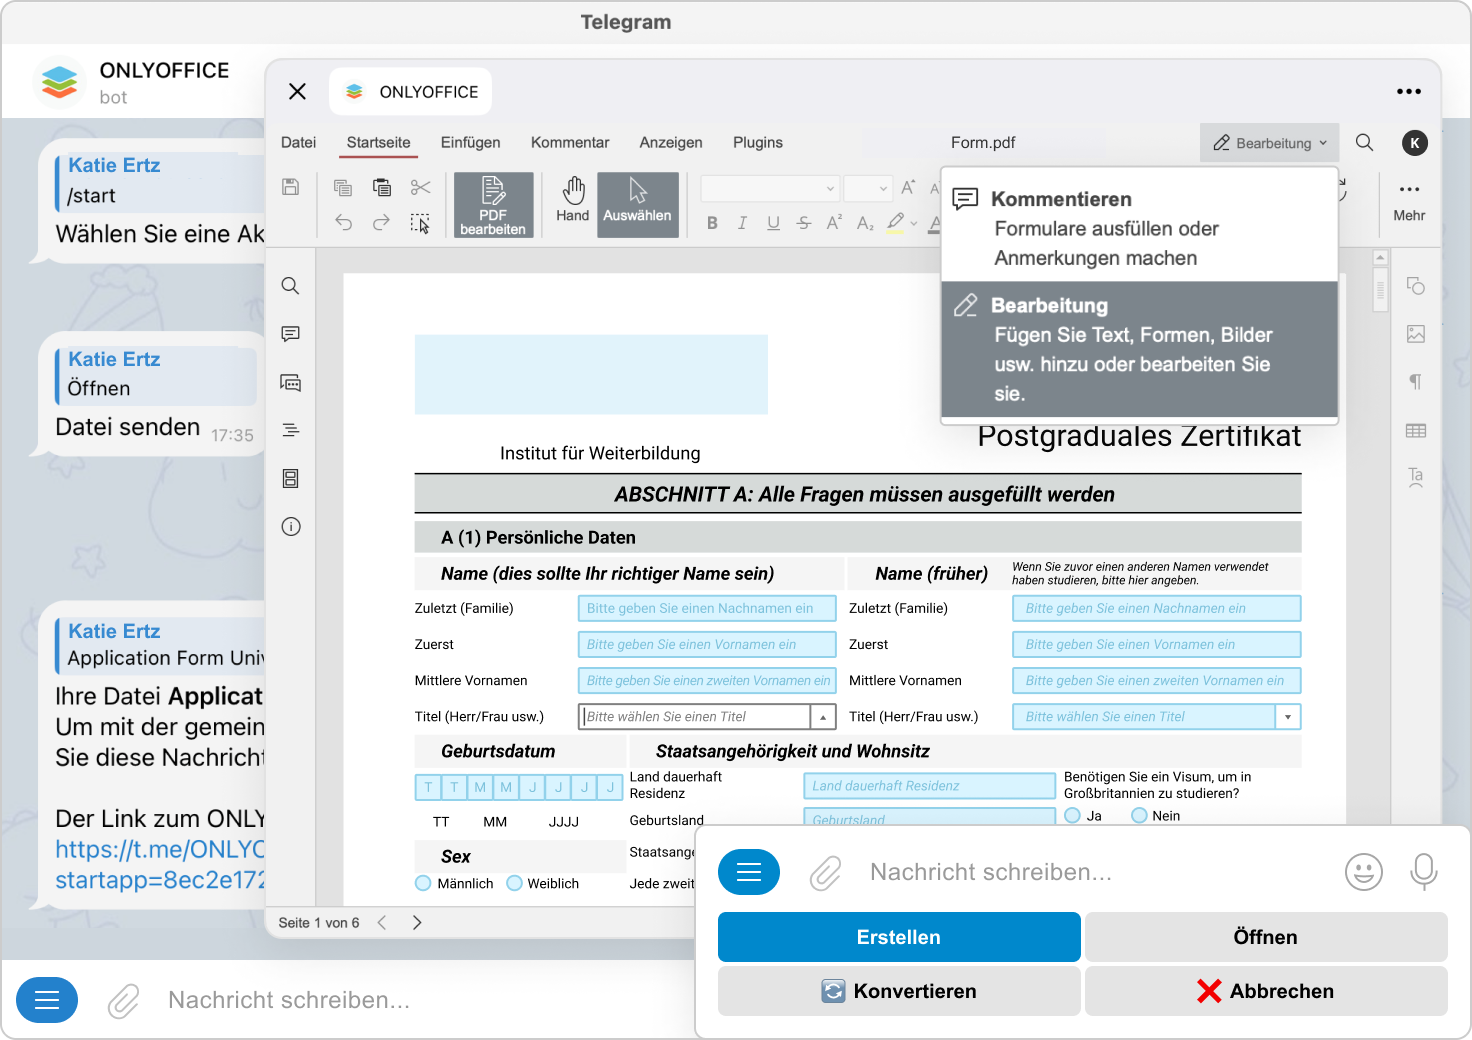 Telegram
ONLYOFFICE
bot
Katie Ertz
/start
Wählen Sie eine Ak
Katie Ertz
Öffnen
Datei senden 17:35
Katie Ertz
Application Form Univ
Ihre Datei Applicat
Um mit der gemein
Sie diese Nachricht
Der Link zum ONLY
https://t.me/ONLYO
startapp=8ec2e172
Nachricht schreiben...
ONLYOFFICE
Datei Startseite Einfügen Kommentar Anzeigen Plugins Form.pdf Bearbeitung K
PDF
bearbeiten
Hand
Auswählen
Mehr
Kommentieren
Formulare ausfüllen oder
Anmerkungen machen
Bearbeitung
Fügen Sie Text, Formen, Bilder
usw. hinzu oder bearbeiten Sie
sie.
Postgraduales Zertifikat
Institut für Weiterbildung
ABSCHNITT A: Alle Fragen müssen ausgefüllt werden
A (1) Persönliche Daten
Name (dies sollte Ihr richtiger Name sein)
Name (früher)
Wenn Sie zuvor einen anderen Namen verwendet
haben studieren, bitte hier angeben.
Zuletzt (Familie) Bitte geben Sie einen Nachnamen ein Zuletzt (Familie) Bitte geben Sie einen Nachnamen ein
Zuerst Bitte geben Sie einen Vornamen ein Zuerst Bitte geben Sie einen Vornamen ein
Mittlere Vornamen Bitte geben Sie einen zweiten Vornamen ein Mittlere Vornamen Bitte geben Sie einen zweiten Vornamen ein
Titel (Herr/Frau usw.) Bitte wählen Sie einen Titel Titel (Herr/Frau usw.) Bitte wählen Sie einen Titel
Geburtsdatum Staatsangehörigkeit und Wohnsitz
T T M M J J J J
TT MM JJJJ
Land dauerhaft
Residenz
Land dauerhaft Residenz
Benötigen Sie ein Visum, um in
Großbritannien zu studieren?
Geburtsland Geburtsland Ja Nein
Sex
Staatsange
Männlich Weiblich Jede zweit
Seite 1 von 6
Nachricht schreiben...
Erstellen Öffnen
Konvertieren Abbrechen